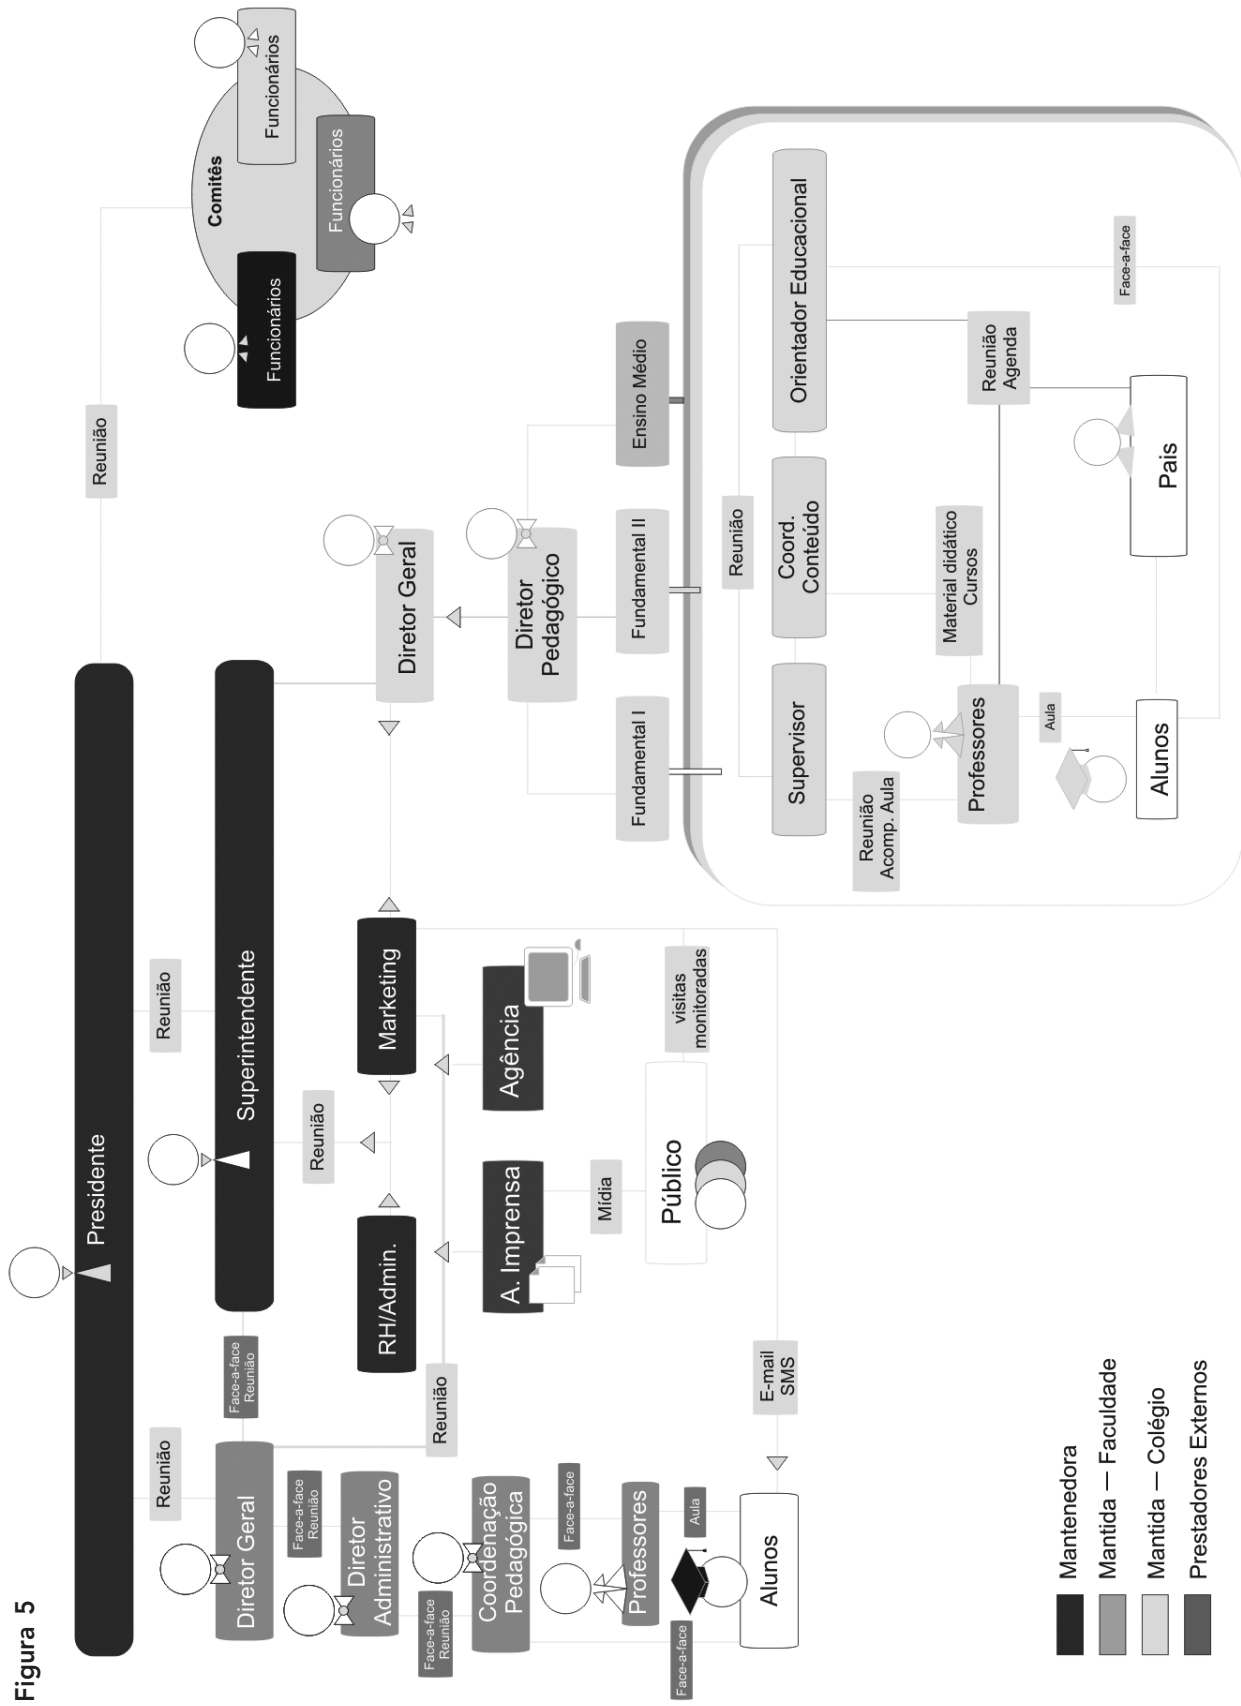 Figura 5
Presidente
Reunião
Reunião
Reunião
Comitês
Funcionários
Funcionários
Funcionários
Diretor Geral
Face-a-face
Reunião
Superintendente
Face-a-face
Reunião
Reunião
Diretor
Administrativo
RH/Admin.
Marketing
Diretor Geral
Face-a-face
Reunião
Reunião
Coordenação
Pedagógica
A. Imprensa
Agência
Diretor
Pedagógico
Face-a-face
Mídia
Professores
Fundamental I
Fundamental II
Ensino Médio
Face-a-face
Aula
Público
visitas
monitoradas
Alunos
E-mail
SMS
Reunião
Supervisor
Coord.
Conteúdo
Orientador Educacional
Reunião
Acomp. Aula
Material didático
Cursos
Reunião
Agenda
Face-a-face
Professores
Aula
Alunos
Pais
Mantenedora
Mantida — Faculdade
Mantida — Colégio
Prestadores Externos